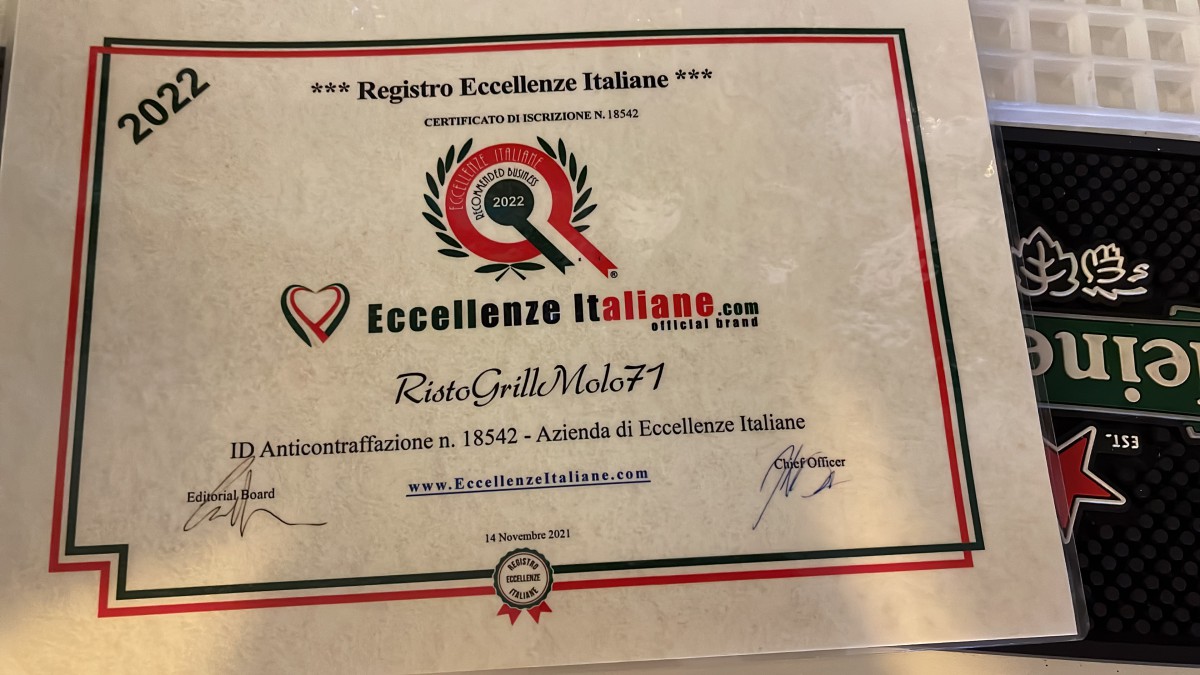 2022
*** Registro Eccellenze Italiane ***
CERTIFICATO DI ISCRIZIONE N. 18542
ECCELLENZE ITALIANE
RECOMMENDED BUSINESS
2022
®
Eccellenze Italiane.com
official brand
RistoGrillMolo71
ID Anticontraffazione n. 18542 - Azienda di Eccellenze Italiane
Editorial Board
www.EccellenzeItaliane.com
Chief Officer
14 Novembre 2021
REGISTRO
ECCELLENZE
ITALIANE
eine
EST.